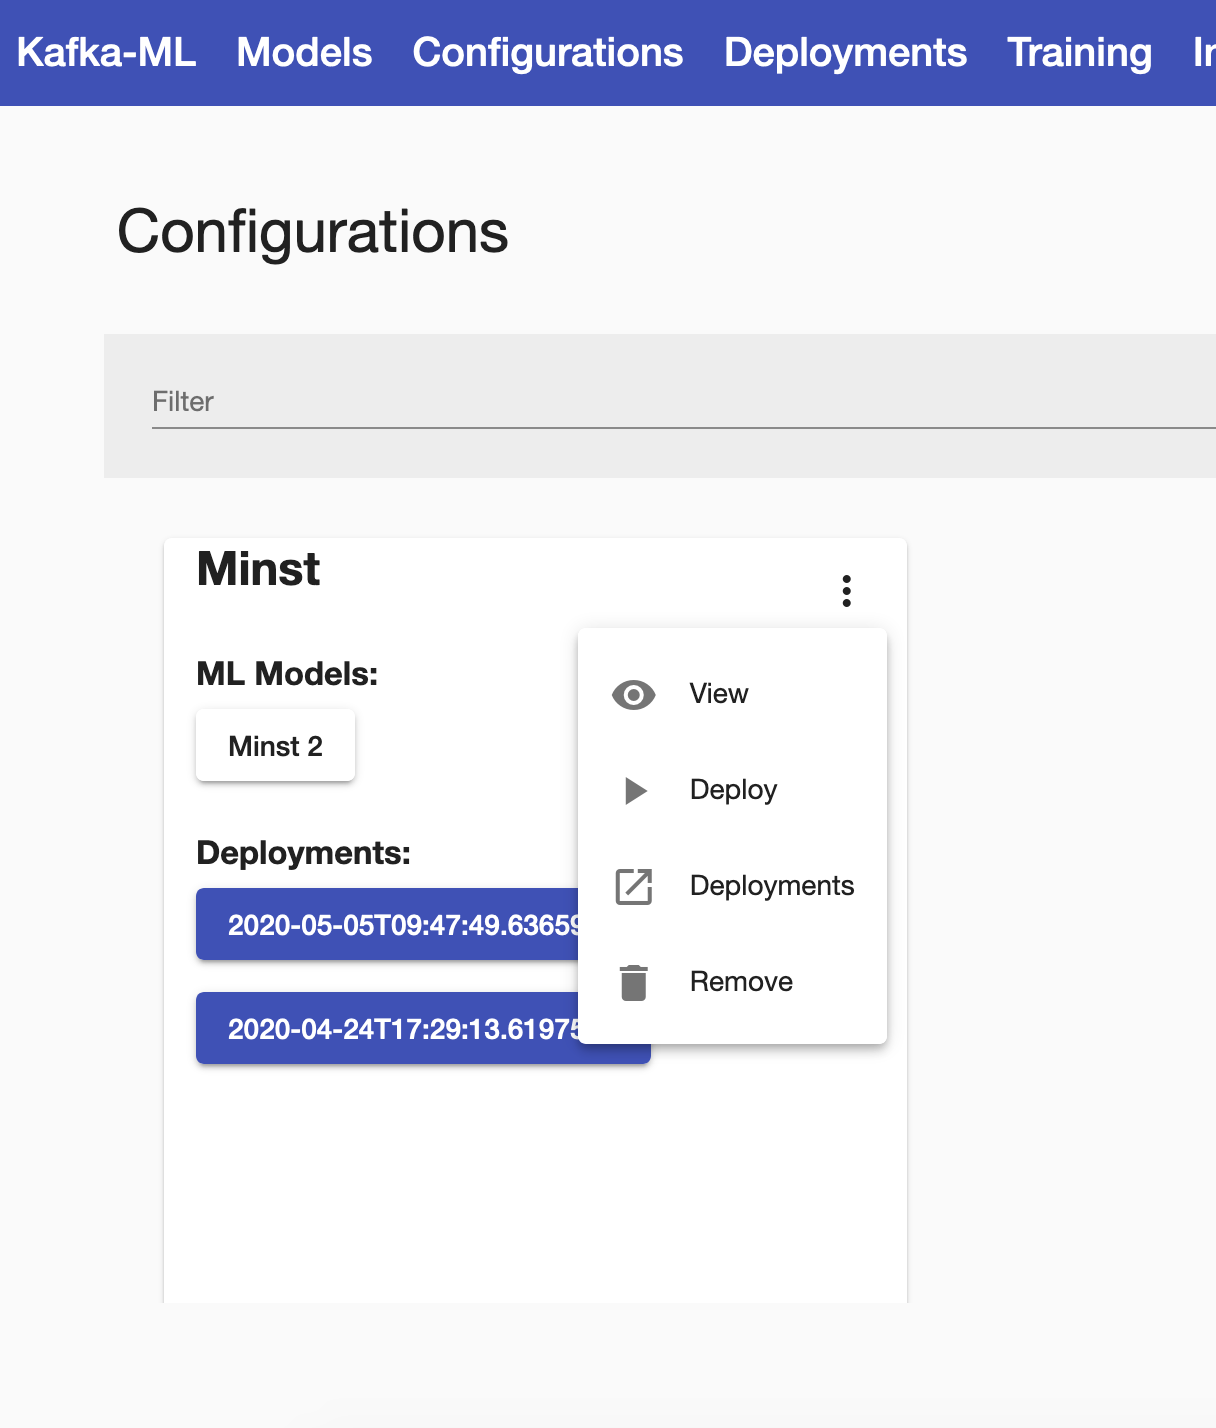 Kafka-ML Models Configurations Deployments Training
Configurations
Filter
Minst
ML Models:
Minst 2
Deployments:
2020-05-05T09:47:49.6365
2020-04-24T17:29:13.6197
View
Deploy
Deployments
Remove